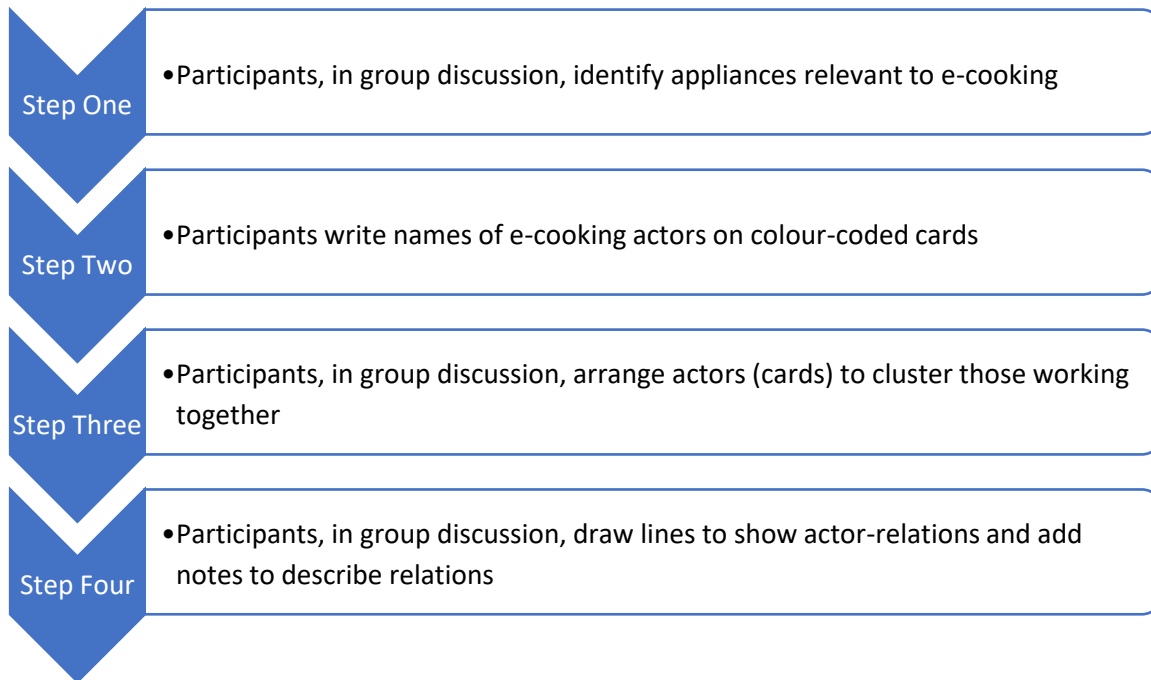 Step One
•Participants, in group discussion, identify appliances relevant to e-cooking
Step Two
•Participants write names of e-cooking actors on colour-coded cards
Step Three
•Participants, in group discussion, arrange actors (cards) to cluster those working
together
Step Four
•Participants, in group discussion, draw lines to show actor-relations and add
notes to describe relations